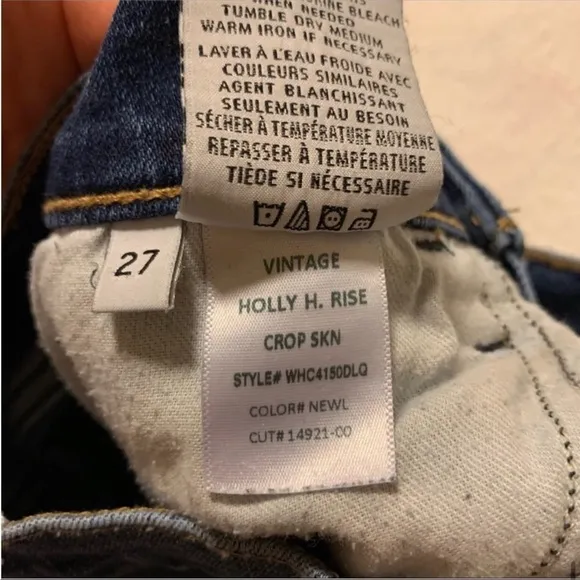 WHEN NEEDED
TUMBLE DRY MEDIUM
WARM IRON IF NECESSARY
LAVER À L'EAU FROIDE AVEC
COULEURS SIMILAIRES
AGENT BLANCHISSANT
SEULEMENT AU BESOIN
SÉCHER À TEMPÉRATURE MOYENNE
REPASSER À TEMPÉRATURE
TIÈDE SI NÉCESSAIRE
27
VINTAGE
HOLLY H. RISE
CROP SKN
STYLE# WHC4150DLQ
COLOR# NEWL
CUT# 14921-00